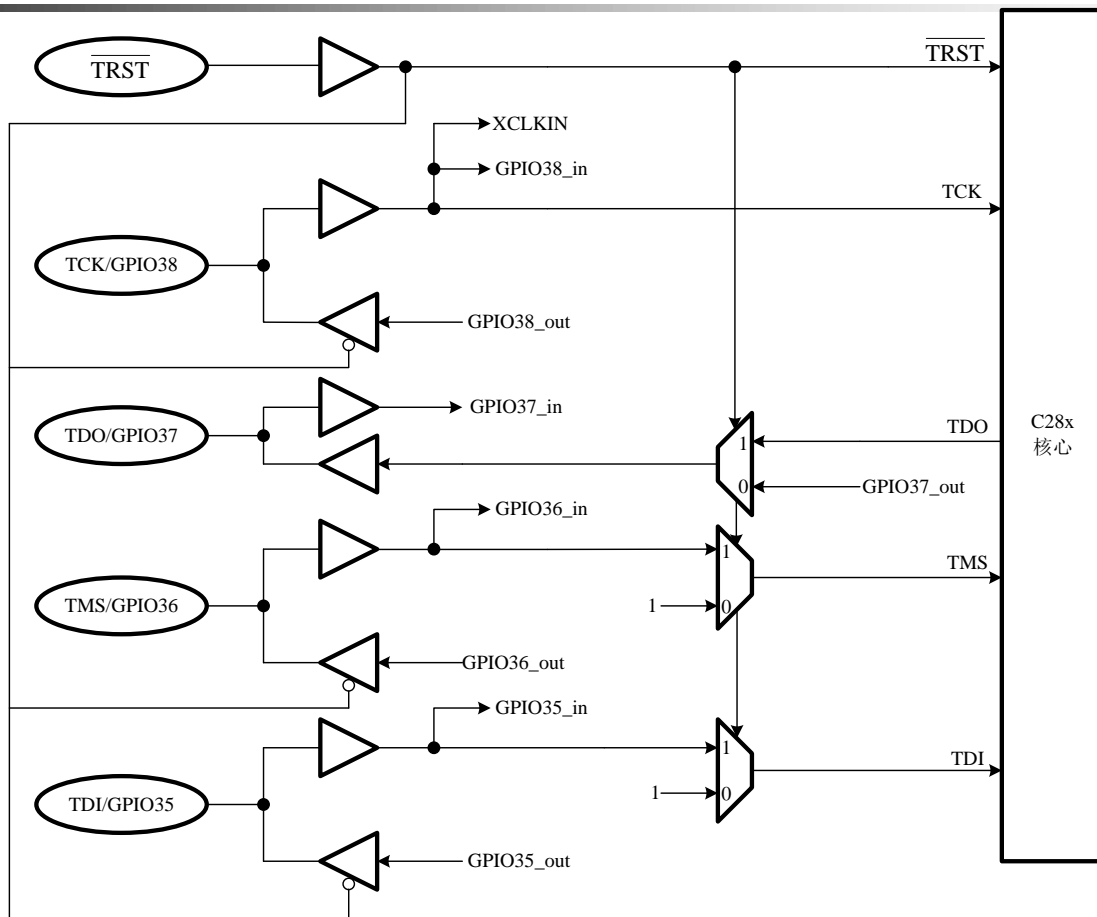 TRST
TRST
XCLKIN
GPIO38_in
TCK
TCK/GPIO38
GPIO38_out
GPIO37_in
TDO/GPIO37
1
TDO
C28x
核心
0
GPIO37_out
GPIO36_in
1
TMS
TMS/GPIO36
1
0
GPIO36_out
GPIO35_in
1
TDI
1
0
TDI/GPIO35
GPIO35_out